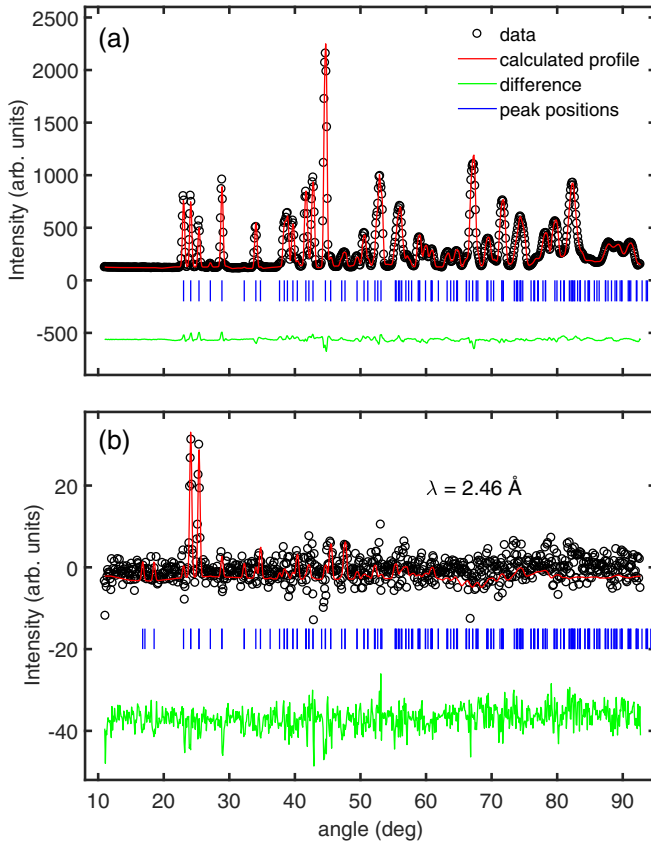 (a)
data
calculated profile
difference
peak positions
2500
2000
1500
1000
500
0
-500
Intensity (arb. units)
(b)
λ = 2.46 Å
20
0
-20
-40
Intensity (arb. units)
10 20 30 40 50 60 70 80 90
angle (deg)